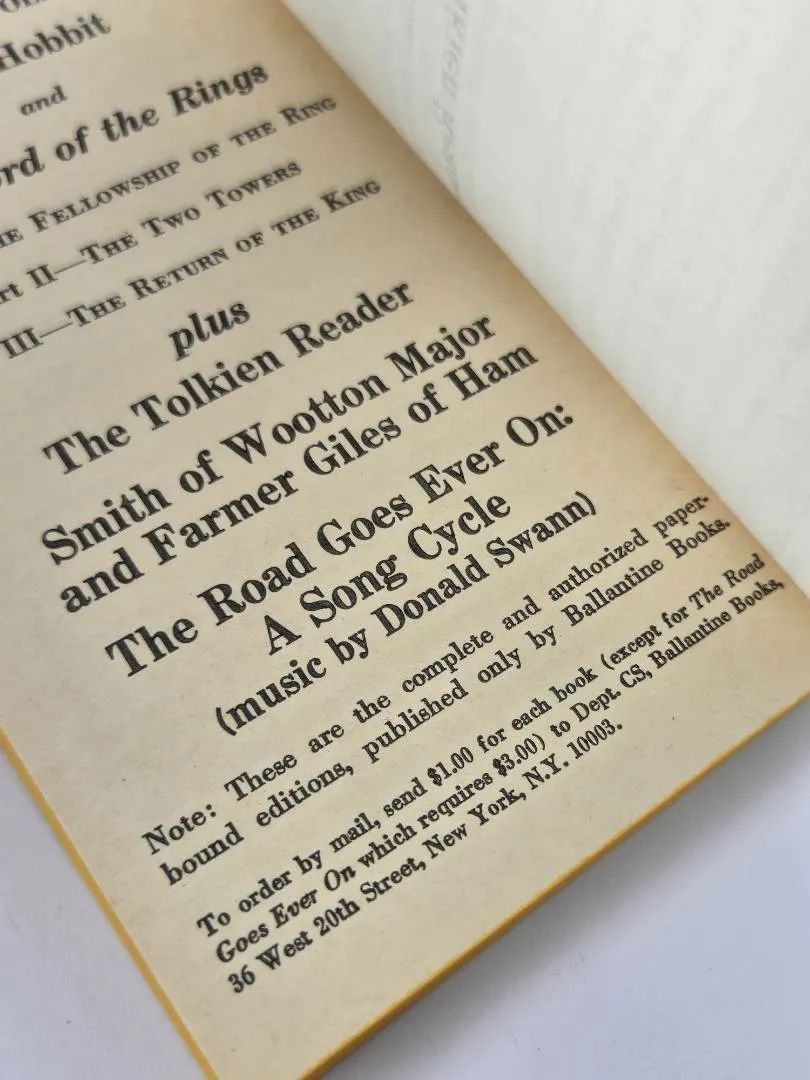 Hobbit
and
of the Rings
FELLOWSHIP OF THE RING
II—THE TWO TOWERS
III—THE RETURN OF THE KING
plus
The Tolkien Reader
Smith of Wootton Major
and Farmer Giles of Ham
The Road Goes Ever On:
A Song Cycle
(music by Donald Swann)
Note: These are the complete and authorized paper-
bound editions, published only by Ballantine Books.
To order by mail, send $1.00 for each book (except for The Road
Goes Ever On which requires $3.00) to Dept. CS, Ballantine Books,
36 West 20th Street, New York, N.Y. 10003.